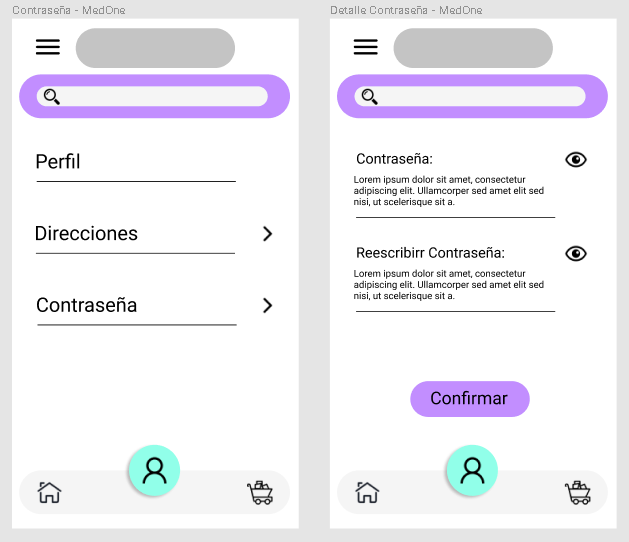 Contraseña - MedOne
Perfil
Direcciones
Contraseña
Detalle Contraseña - MedOne
Contraseña:
Lorem ipsum dolor sit amet, consectetur
adipiscing elit. Ullamcorper sed amet elit sed
nisi, ut scelerisque sit a.
Reescribirr Contraseña:
Lorem ipsum dolor sit amet, consectetur
adipiscing elit. Ullamcorper sed amet elit sed
nisi, ut scelerisque sit a.
Confirmar